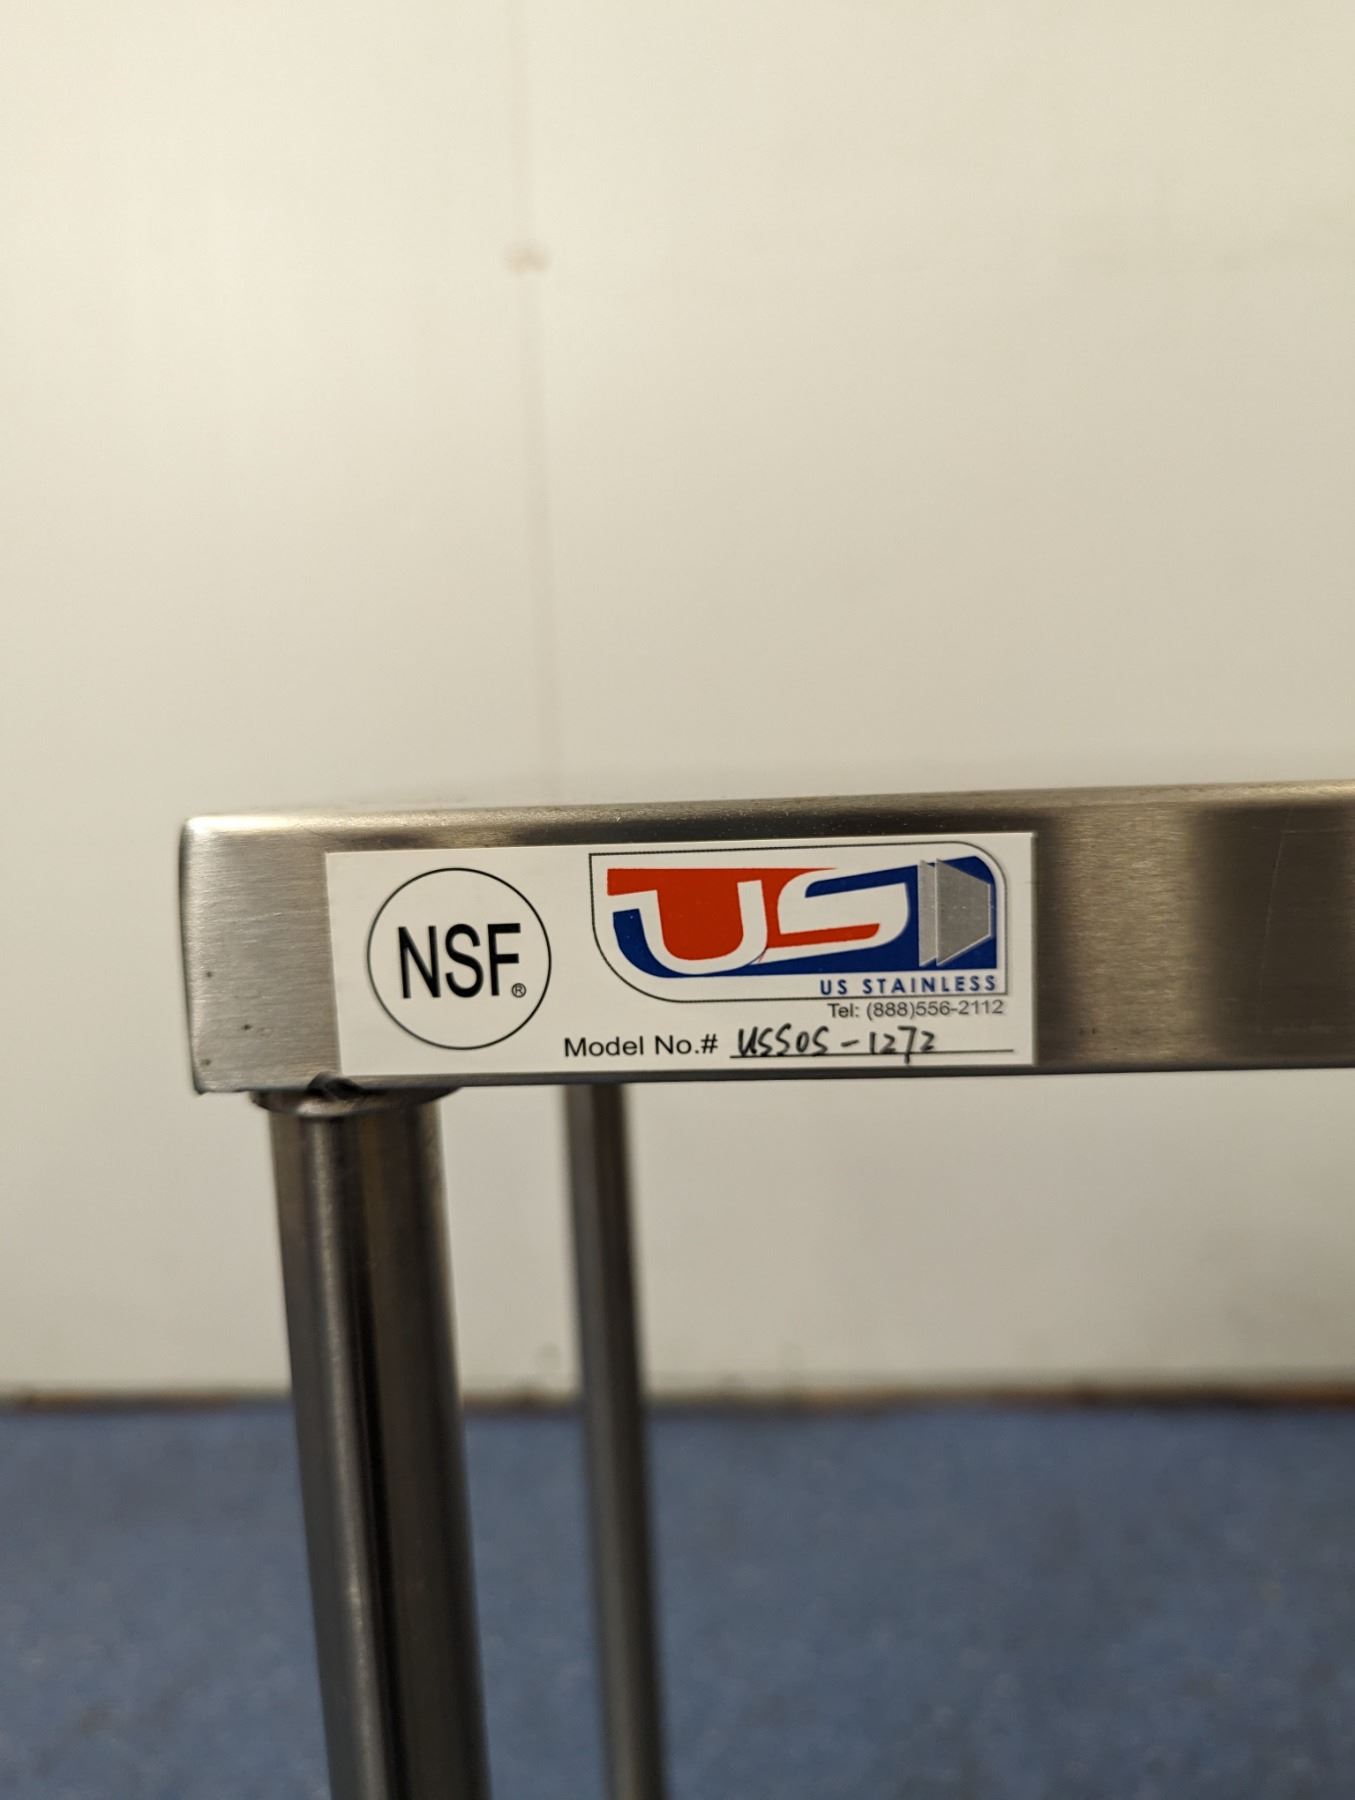 NSF®
US
US STAINLESS
Tel: (888)556-2112
Model No.# USSOS-1272